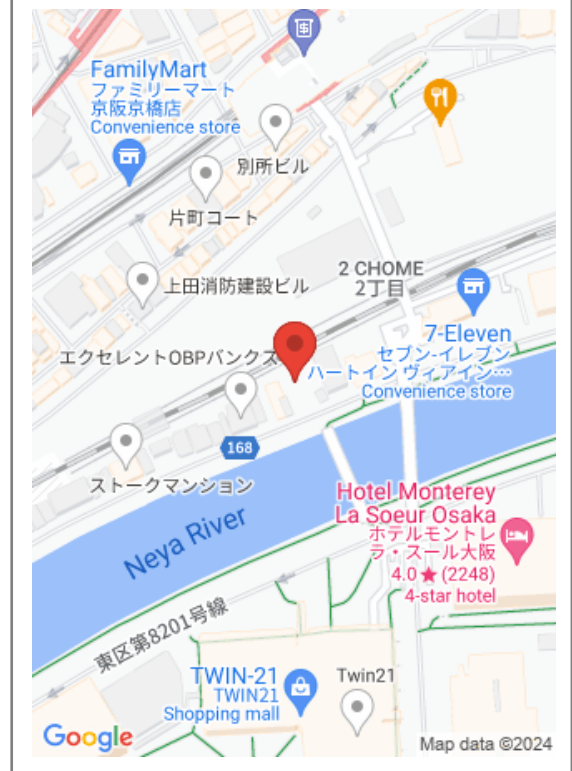 FamilyMart
ファミリーマート
京阪京橋店
Convenience store
別所ビル
片町コート
上田消防建設ビル
2 CHOME
2丁目
7-Eleven
セブン-イレブン
ハートイン ヴィアイン…
Convenience store
エクセレントOBPバンクス
168
ストークマンション
Neya River
Hotel Monterey
La Soeur Osaka
ホテルモントレ
ラ・スール大阪
4.0★(2248)
4-star hotel
東区第8201号線
TWIN-21
TWIN21
Shopping mall
Twin21
Google
Map data ©2024